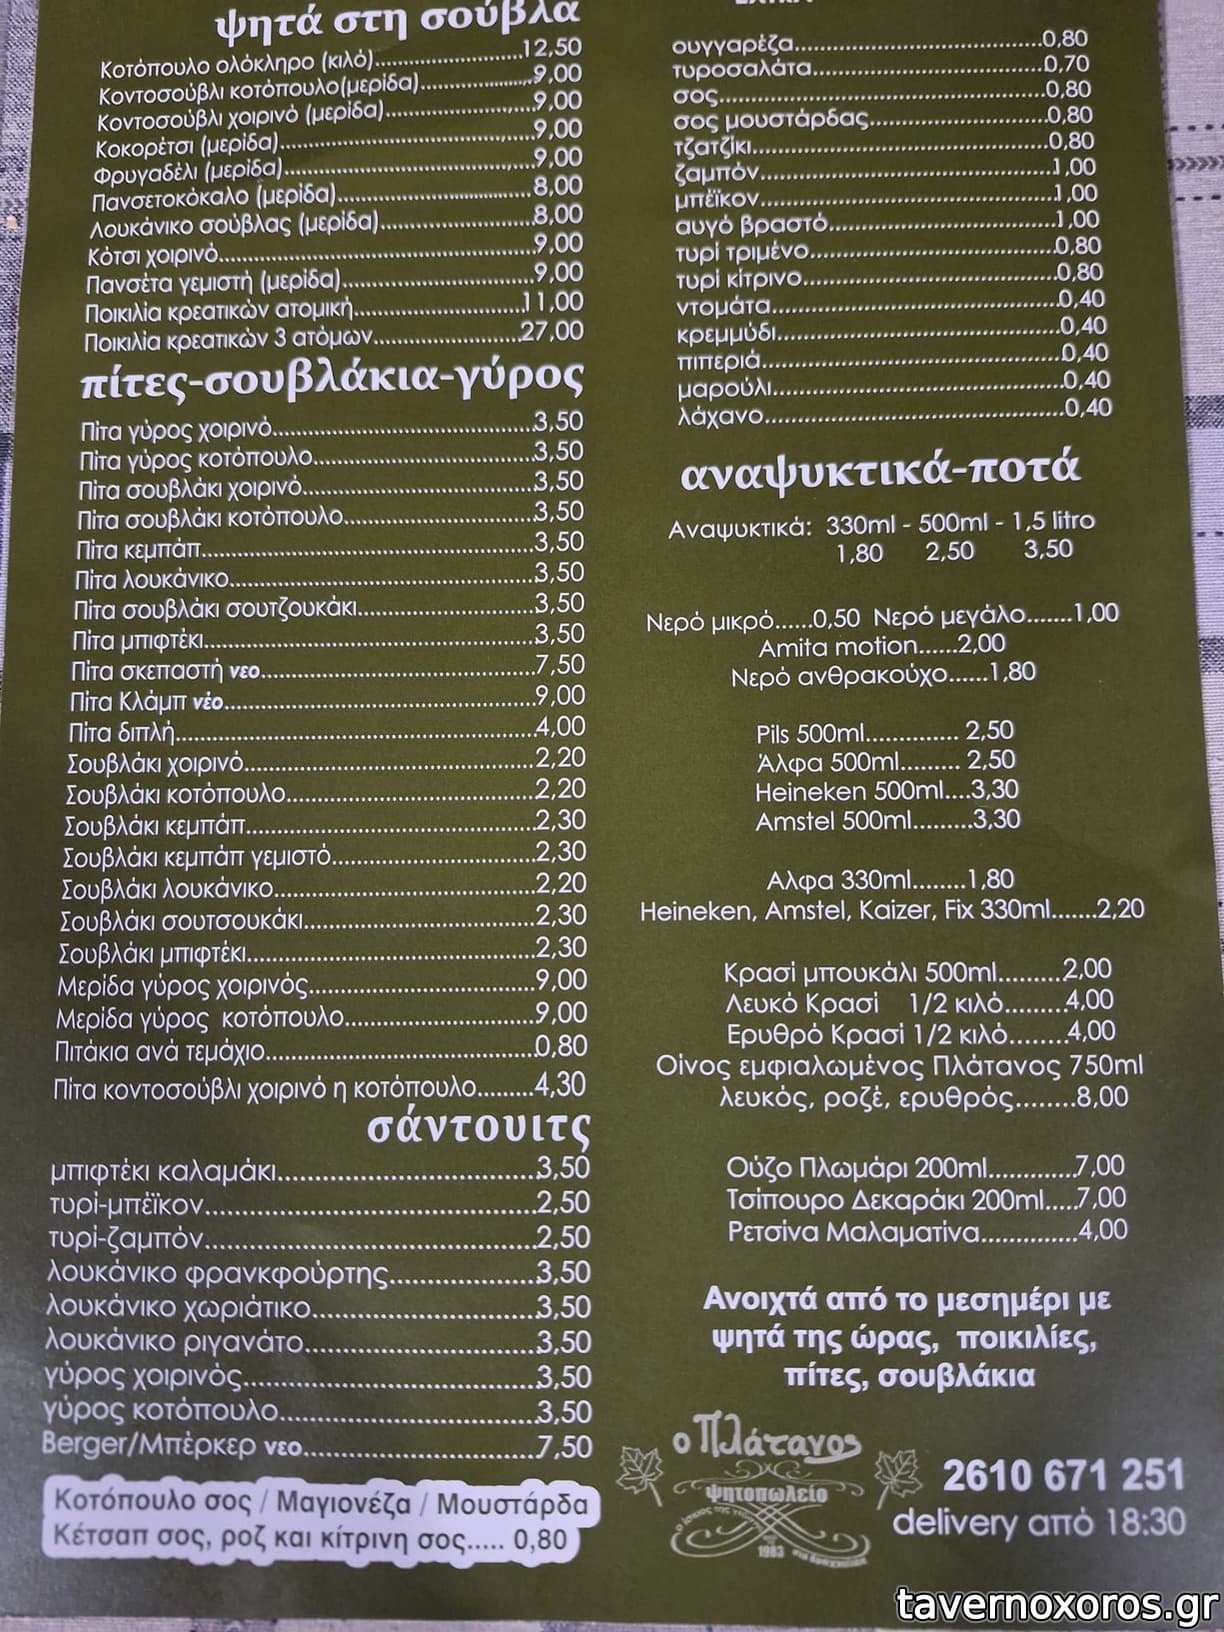 ψητά στη σούβλα
Κοτόπουλο ολόκληρο (κιλό)......................12,50
Κοντοσούβλι κοτόπουλο(μερίδα)..................9,00
Κοντοσούβλι χοιρινό (μερίδα)......................9,00
Κοκορέτσι (μερίδα)......................................9,00
Φρυγαδέλι (μερίδα).....................................9,00
Πανσετοκόκαλο (μερίδα).............................8,00
Λουκάνικο σούβλας (μερίδα).......................8,00
Κότσι χοιρινό...............................................9,00
Πανσέτα γεμιστή (μερίδα)............................9,00
Ποικιλία κρεατικών ατομική.........................11,00
Ποικιλία κρεατικών 3 ατόμων......................27,00
πίτες-σουβλάκια-γύρος
Πίτα γύρος χοιρινό......................................3,50
Πίτα γύρος κοτόπουλο.................................3,50
Πίτα σουβλάκι χοιρινό..................................3,50
Πίτα σουβλάκι κοτόπουλο............................3,50
Πίτα κεμπάπ.................................................3,50
Πίτα λουκάνικο............................................3,50
Πίτα σουβλάκι σουτζουκάκι..........................3,50
Πίτα μπιφτέκι................................................3,50
Πίτα σκεπαστή νεο........................................7,50
Πίτα Κλάμπ νέο.............................................9,00
Πίτα διπλή....................................................4,00
Σουβλάκι χοιρινό..........................................2,20
Σουβλάκι κοτόπουλο.....................................2,20
Σουβλάκι κεμπάπ..........................................2,30
Σουβλάκι κεμπάπ γεμιστό..............................2,30
Σουβλάκι λουκάνικο......................................2,20
Σουβλάκι σουτσουκάκι..................................2,30
Σουβλάκι μπιφτέκι.........................................2,30
Μερίδα γύρος χοιρινός..................................9,00
Μερίδα γύρος κοτόπουλο..............................9,00
Πιτάκια ανά τεμάχιο.......................................0,80
Πίτα κοντοσούβλι χοιρινό η κοτόπουλο.........4,30
σάντουιτς
μπιφτέκι καλαμάκι.........................................3,50
τυρί-μπέϊκον..................................................2,50
τυρί-ζαμπόν..................................................2,50
λουκάνικο φρανκφούρτης.............................3,50
λουκάνικο χωριάτικο......................................3,50
λουκάνικο ριγανάτο.......................................3,50
γύρος χοιρινός..............................................3,50
γύρος κοτόπουλο..........................................3,50
Berger/Μπέρκερ νεο......................................7,50
Κοτόπουλο σος / Μαγιονέζα / Μουστάρδα
Κέτσαπ σος, ροζ και κίτρινη σος..... 0,80
ουγγαρέζα......................................0,80
τυροσαλάτα...................................0,70
σος................................................0,80
σος μουστάρδας...........................0,80
τζατζίκι...........................................0,80
ζαμπόν...........................................1,00
μπέϊκον..........................................1,00
αυγό βραστό.................................1,00
τυρί τριμένο...................................0,80
τυρί κίτρινο....................................0,80
ντομάτα..........................................0,40
κρεμμύδι.........................................0,40
πιπεριά...........................................0,40
μαρούλι...........................................0,40
λάχανο............................................0,40
αναψυκτικά-ποτά
Αναψυκτικά: 330ml - 500ml - 1,5 litro
1,80 2,50 3,50
Νερό μικρό......0,50 Νερό μεγάλο.......1,00
Amita motion......2,00
Νερό ανθρακούχο......1,80
Pils 500ml.............. 2,50
Άλφα 500ml......... 2,50
Heineken 500ml....3,30
Amstel 500ml.........3,30
Αλφα 330ml........1,80
Heineken, Amstel, Kaizer, Fix 330ml.......2,20
Κρασί μπουκάλι 500ml.........2,00
Λευκό Κρασί 1/2 κιλό.........4,00
Ερυθρό Κρασί 1/2 κιλό........4,00
Οίνος εμφιαλωμένος Πλάτανος 750ml
λευκός, ροζέ, ερυθρός........8,00
Ούζο Πλωμάρι 200ml.............7,00
Τσίπουρο Δεκαράκι 200ml.....7,00
Ρετσίνα Μαλαματίνα..............4,00
Ανοιχτά από το μεσημέρι με
ψητά της ώρας, ποικιλίες,
πίτες, σουβλάκια
ο Πλάτανος
ψητοπωλείο
1983
2610 671 251
delivery από 18:30
tavernoxoros.gr